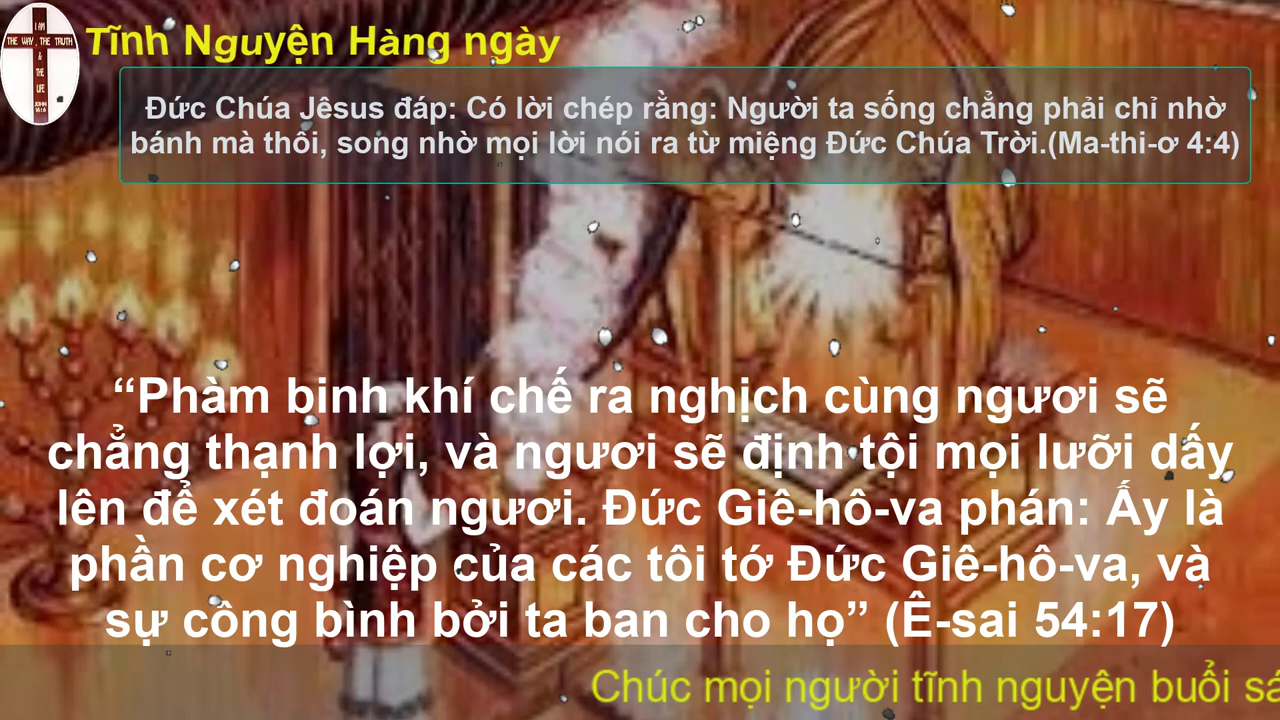 I AM
THE WAY, THE TRUTH
&
THE
LIFE
JOHN
Tĩnh Nguyện Hàng ngày
Đức Chúa Jêsus đáp: Có lời chép rằng: Người ta sống chẳng phải chỉ nhờ
bánh mà thôi, song nhờ mọi lời nói ra từ miệng Đức Chúa Trời.(Ma-thi-ơ 4:4)
“Phàm binh khí chế ra nghịch cùng ngươi sẽ
chẳng thạnh lợi, và ngươi sẽ định tội mọi lưỡi dấy
lên để xét đoán ngươi. Đức Giê-hô-va phán: Ấy là
phần cơ nghiệp của các tôi tớ Đức Giê-hô-va, và
sự công bình bởi ta ban cho họ” (Ê-sai 54:17)
Chúc mọi người tĩnh nguyện buổi sá